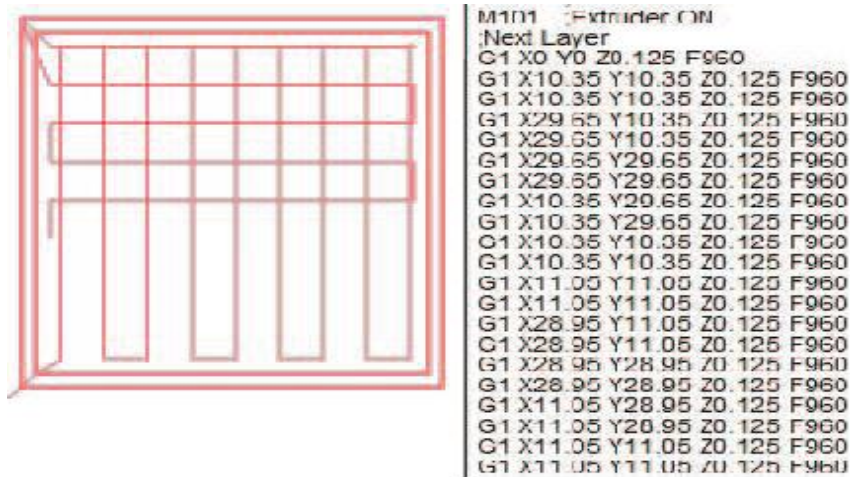 M101 ;Extruder ON
;Next Layer
G1 X0 Y0 Z0.125 F960
G1 X10.35 Y10.35 Z0.125 F960
G1 X10.35 Y10.35 Z0.125 F960
G1 X29.65 Y10.35 Z0.125 F960
G1 X29.65 Y10.35 Z0.125 F960
G1 X29.65 Y29.65 Z0.125 F960
G1 X29.65 Y29.65 Z0.125 F960
G1 X10.35 Y29.65 Z0.125 F960
G1 X10.35 Y29.65 Z0.125 F960
G1 X10.35 Y10.35 Z0.125 F960
G1 X10.35 Y10.35 Z0.125 F960
G1 X11.05 Y11.05 Z0.125 F960
G1 X11.05 Y11.05 Z0.125 F960
G1 X28.95 Y11.05 Z0.125 F960
G1 X28.95 Y11.05 Z0.125 F960
G1 X28.95 Y28.95 Z0.125 F960
G1 X28.95 Y28.95 Z0.125 F960
G1 X11.05 Y28.95 Z0.125 F960
G1 X11.05 Y28.95 Z0.125 F960
G1 X11.05 Y11.05 Z0.125 F960
G1 X11.05 Y11.05 Z0.125 F960